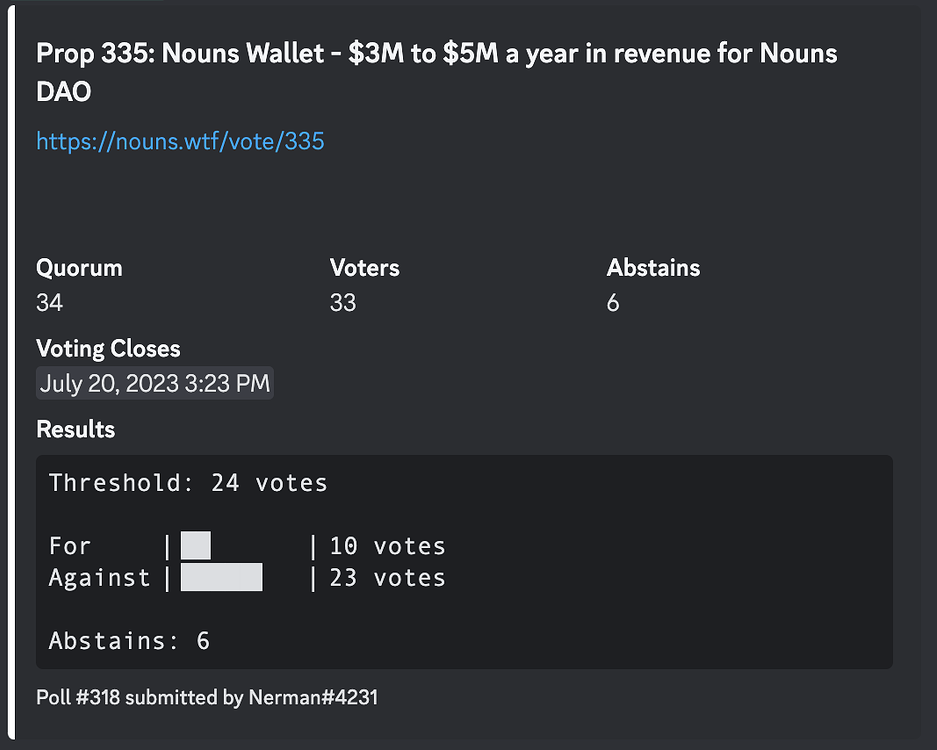 Prop 335: Nouns Wallet - $3M to $5M a year in revenue for Nouns
DAO
https://nouns.wtf/vote/335
Quorum Voters Abstains
34 33 6
Voting Closes
July 20, 2023 3:23 PM
Results
Threshold: 24 votes
For | | 10 votes
Against | | 23 votes
Abstains: 6
Poll #318 submitted by Nerman#4231